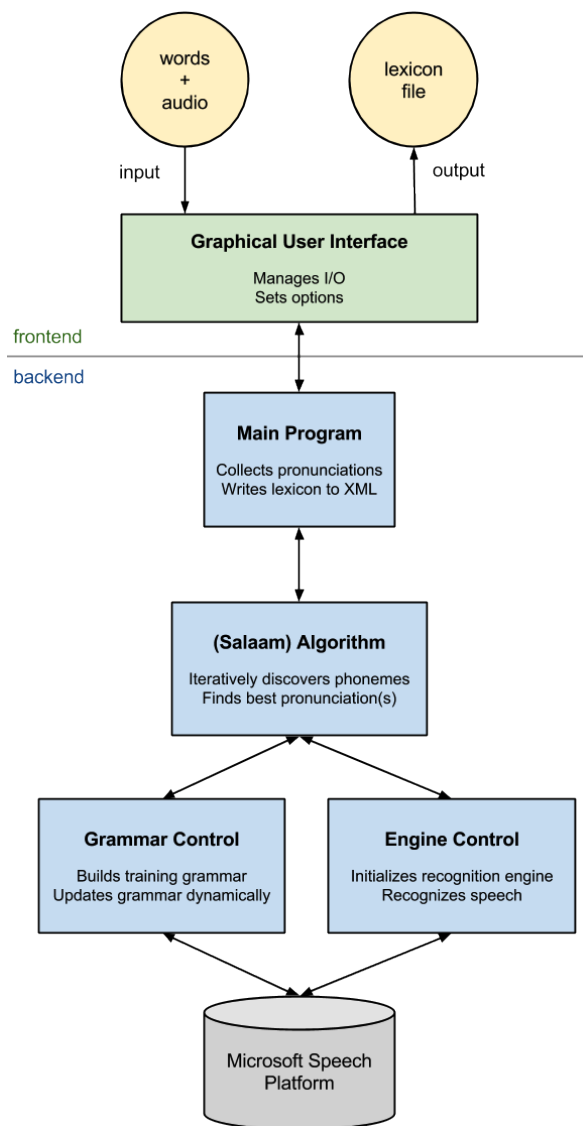 words
+
audio
lexicon
file
input
output
Graphical User Interface
Manages I/O
Sets options
frontend
backend
Main Program
Collects pronunciations
Writes lexicon to XML
(Salaam) Algorithm
Iteratively discovers phonemes
Finds best pronunciation(s)
Grammar Control
Builds training grammar
Updates grammar dynamically
Engine Control
Initializes recognition engine
Recognizes speech
Microsoft Speech
Platform